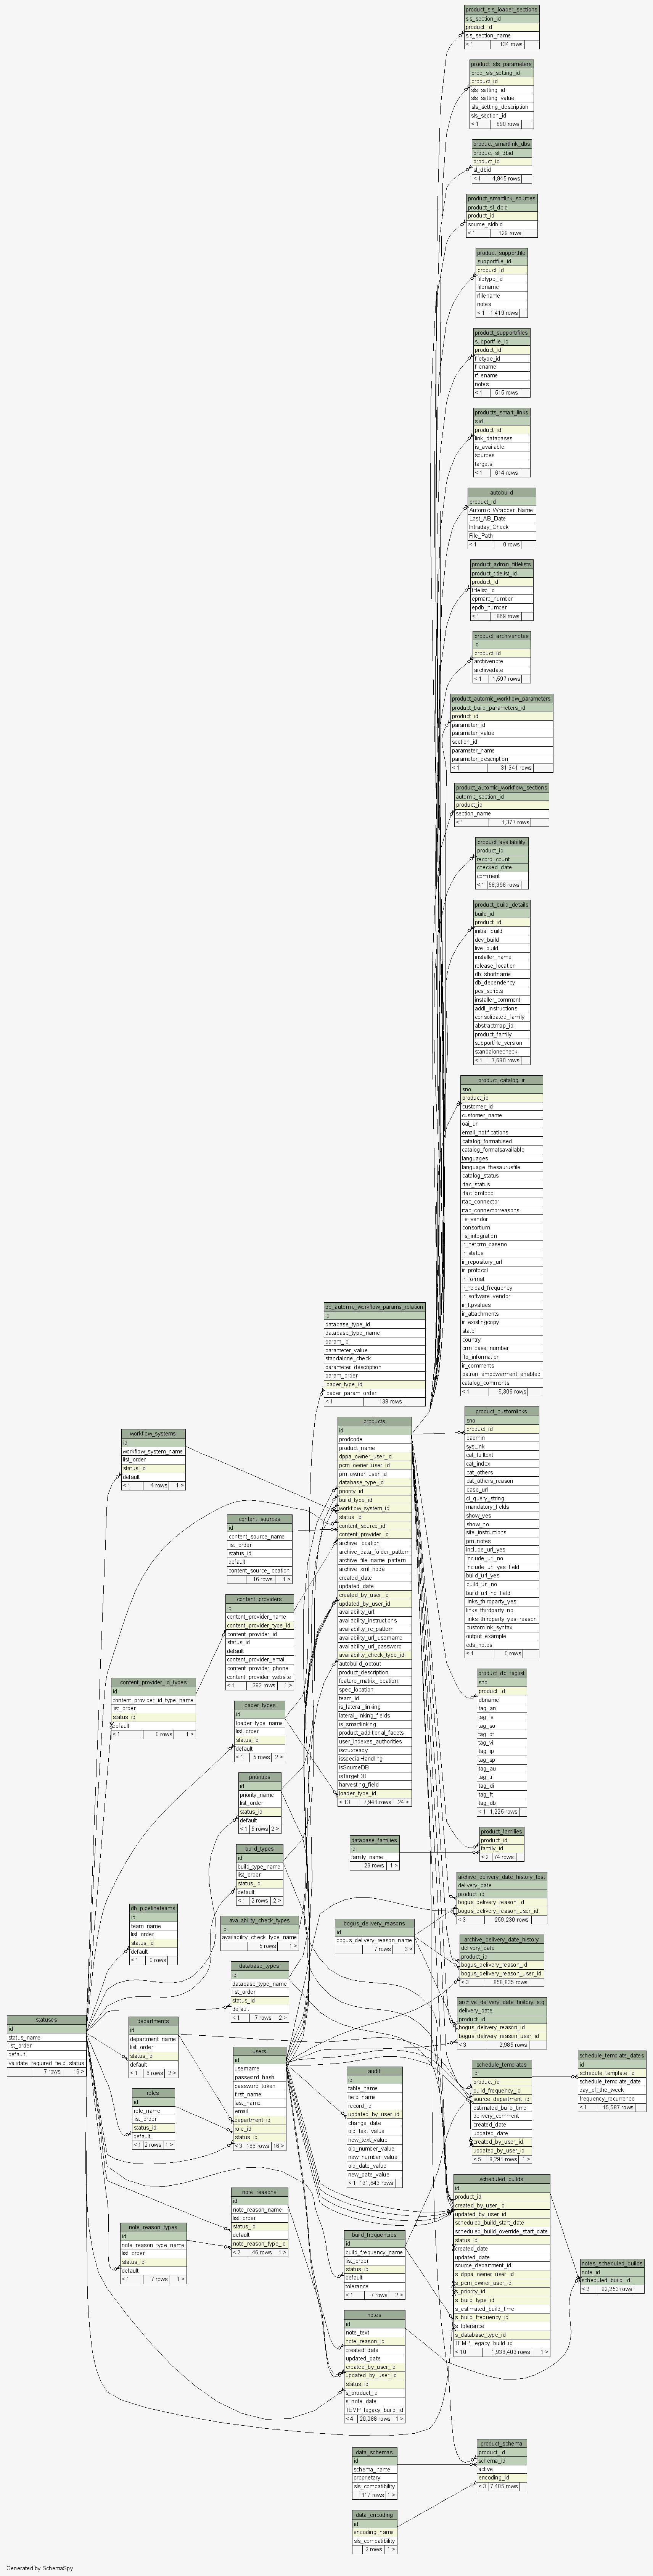 product_sls_loader_sections
sls_section_id
product_id
sls_section_name
< 1 134 rows
product_sls_parameters
prod_sls_setting_id
product_id
sls_setting_id
sls_setting_value
sls_setting_description
sls_section_id
< 1 890 rows
product_smartlink_dbs
product_sl_dbid
product_id
sl_dbid
< 1 4,945 rows
product_smartlink_sources
product_sl_dbid
product_id
source_sldbid
< 1 129 rows
product_supportfile
supportfile_id
product_id
filetype_id
filename
rfilename
notes
< 1 1,419 rows
product_supportfiles
supportfile_id
product_id
filetype_id
filename
rfilename
notes
< 1 515 rows
products_smart_links
slid
product_id
link_databases
is_available
sources
targets
< 1 614 rows
autobuild
product_id
Automic_Wrapper_Name
Last_AB_Date
Intraday_Check
File_Path
< 1 0 rows
product_admin_titlelists
product_titlelist_id
product_id
titlelist_id
epmarc_number
epdb_number
< 1 869 rows
product_archivenotes
id
product_id
archivenote
archivedate
< 1 1,597 rows
product_automic_workflow_parameters
product_build_parameters_id
product_id
parameter_id
parameter_value
section_id
parameter_name
parameter_description
< 1 31,341 rows
product_automic_workflow_sections
automic_section_id
product_id
section_name
< 1 1,377 rows
product_availability
product_id
record_count
checked_date
comment
< 1 58,398 rows
product_build_details
build_id
product_id
initial_build
dev_build
live_build
installer_name
release_location
db_shortname
db_dependency
pcs_scripts
installer_comment
addl_instructions
consolidated_family
abstractmap_id
product_family
supportfile_version
standalonecheck
< 1 7,680 rows
product_catalog_ir
sno
product_id
customer_id
customer_name
oai_url
email_notifications
catalog_formatused
catalog_formatsavailable
languages
language_thesaurusfile
catalog_status
rtac_status
rtac_protocol
rtac_connector
rtac_connectorreasons
ils_vendor
consortium
ils_integration
ir_netcrm_caseno
ir_status
ir_repository_url
ir_protocol
ir_format
ir_reload_frequency
ir_software_vendor
ir_ftpvalues
ir_attachments
ir_existingcopy
state
country
crm_case_number
ftp_information
ir_comments
patron_empowerment_enabled
catalog_comments
< 1 6,309 rows
db_automic_workflow_params_relation
id
database_type_id
database_type_name
param_id
parameter_value
standalone_check
parameter_description
param_order
loader_type_id
loader_param_order
< 1 138 rows
products
id
prodcode
product_name
dppa_owner_user_id
pcm_owner_user_id
pm_owner_user_id
database_type_id
priority_id
build_type_id
workflow_system_id
status_id
content_source_id
content_provider_id
archive_location
archive_data_folder_pattern
archive_file_name_pattern
archive_xml_node
created_date
updated_date
created_by_user_id
updated_by_user_id
availability_url
availability_instructions
availability_rc_pattern
availability_url_username
availability_url_password
availability_check_type_id
autobuild_optout
product_description
feature_matrix_location
spec_location
team_id
is_lateral_linking
lateral_linking_fields
is_smartlinking
product_additional_facets
user_indexes_authorities
iscruxready
isspecialHandling
isSourceDB
isTargetDB
harvesting_field
loader_type_id
< 13 7,941 rows 24 >
product_customlinks
sno
product_id
eadmin
sysLink
cat_fulltext
cat_index
cat_others
cat_others_reason
base_url
cl_query_string
mandatory_fields
show_yes
show_no
site_instructions
pm_notes
include_url_yes
include_url_no
include_url_yes_field
build_url_yes
build_url_no
build_url_no_field
links_thirdparty_yes
links_thirdparty_no
links_thirdparty_yes_reason
customlink_syntax
output_example
eds_notes
< 1 0 rows
workflow_systems
id
workflow_system_name
list_order
status_id
default
< 1 4 rows 1 >
content_sources
id
content_source_name
list_order
status_id
default
content_source_location
16 rows 1 >
content_providers
id
content_provider_name
content_provider_type_id
content_provider_id
status_id
default
content_provider_email
content_provider_phone
content_provider_website
< 1 392 rows 1 >
content_provider_id_types
id
content_provider_id_type_name
list_order
status_id
default
< 1 0 rows 1 >
product_db_taglist
sno
product_id
dbname
tag_an
tag_is
tag_so
tag_dt
tag_vi
tag_ip
tag_sp
tag_au
tag_ti
tag_di
tag_ft
tag_db
< 1 1,225 rows
loader_types
id
loader_type_name
list_order
status_id
default
< 1 5 rows 2 >
priorities
id
priority_name
list_order
status_id
default
< 1 5 rows 2 >
database_families
id
family_name
23 rows 1 >
product_families
product_id
family_id
< 2 74 rows
build_types
id
build_type_name
list_order
status_id
default
< 1 2 rows 2 >
archive_delivery_date_history_test
delivery_date
product_id
bogus_delivery_reason_id
bogus_delivery_reason_user_id
< 3 259,230 rows
db_pipelineteams
id
team_name
list_order
status_id
default
< 1 0 rows
availability_check_types
id
availability_check_type_name
5 rows 1 >
bogus_delivery_reasons
id
bogus_delivery_reason_name
7 rows 3 >
archive_delivery_date_history
delivery_date
product_id
bogus_delivery_reason_id
bogus_delivery_reason_user_id
< 3 858,835 rows
database_types
id
database_type_name
list_order
status_id
default
< 1 7 rows 2 >
archive_delivery_date_history_stg
delivery_date
product_id
bogus_delivery_reason_id
bogus_delivery_reason_user_id
< 3 2,985 rows
statuses
id
status_name
list_order
default
validate_required_field_status
7 rows 16 >
departments
id
department_name
list_order
status_id
default
< 1 6 rows 2 >
users
id
username
password_hash
password_token
first_name
last_name
email
department_id
role_id
status_id
< 3 186 rows 16 >
audit
id
table_name
field_name
record_id
updated_by_user_id
change_date
old_text_value
new_text_value
old_number_value
new_number_value
old_date_value
new_date_value
< 1 131,643 rows
schedule_templates
id
product_id
build_frequency_id
source_department_id
estimated_build_time
delivery_comment
created_date
updated_date
created_by_user_id
updated_by_user_id
< 5 8,291 rows 1 >
schedule_template_dates
id
schedule_template_id
schedule_template_date
day_of_the_week
frequency_recurrence
< 1 15,587 rows
roles
id
role_name
list_order
status_id
default
< 1 2 rows 1 >
note_reasons
id
note_reason_name
list_order
status_id
default
note_reason_type_id
< 2 46 rows 1 >
note_reason_types
id
note_reason_type_name
list_order
status_id
default
< 1 7 rows 1 >
build_frequencies
id
build_frequency_name
list_order
status_id
default
tolerance
< 1 7 rows 2 >
scheduled_builds
id
product_id
created_by_user_id
updated_by_user_id
scheduled_build_start_date
scheduled_build_override_start_date
status_id
created_date
updated_date
source_department_id
s_dppa_owner_user_id
s_pcm_owner_user_id
s_priority_id
s_build_type_id
s_estimated_build_time
s_build_frequency_id
s_tolerance
s_database_type_id
TEMP_legacy_build_id
< 10 1,938,403 rows 1 >
notes_scheduled_builds
note_id
scheduled_build_id
< 2 92,253 rows
notes
id
note_text
note_reason_id
created_date
updated_date
created_by_user_id
updated_by_user_id
status_id
s_product_id
s_note_date
TEMP_legacy_build_id
< 4 20,088 rows 1 >
data_schemas
id
schema_name
proprietary
sls_compatibility
117 rows 1 >
product_schema
product_id
schema_id
active
encoding_id
< 3 7,405 rows
data_encoding
id
encoding_name
sls_compatibility
2 rows 1 >
Generated by SchemaSpy